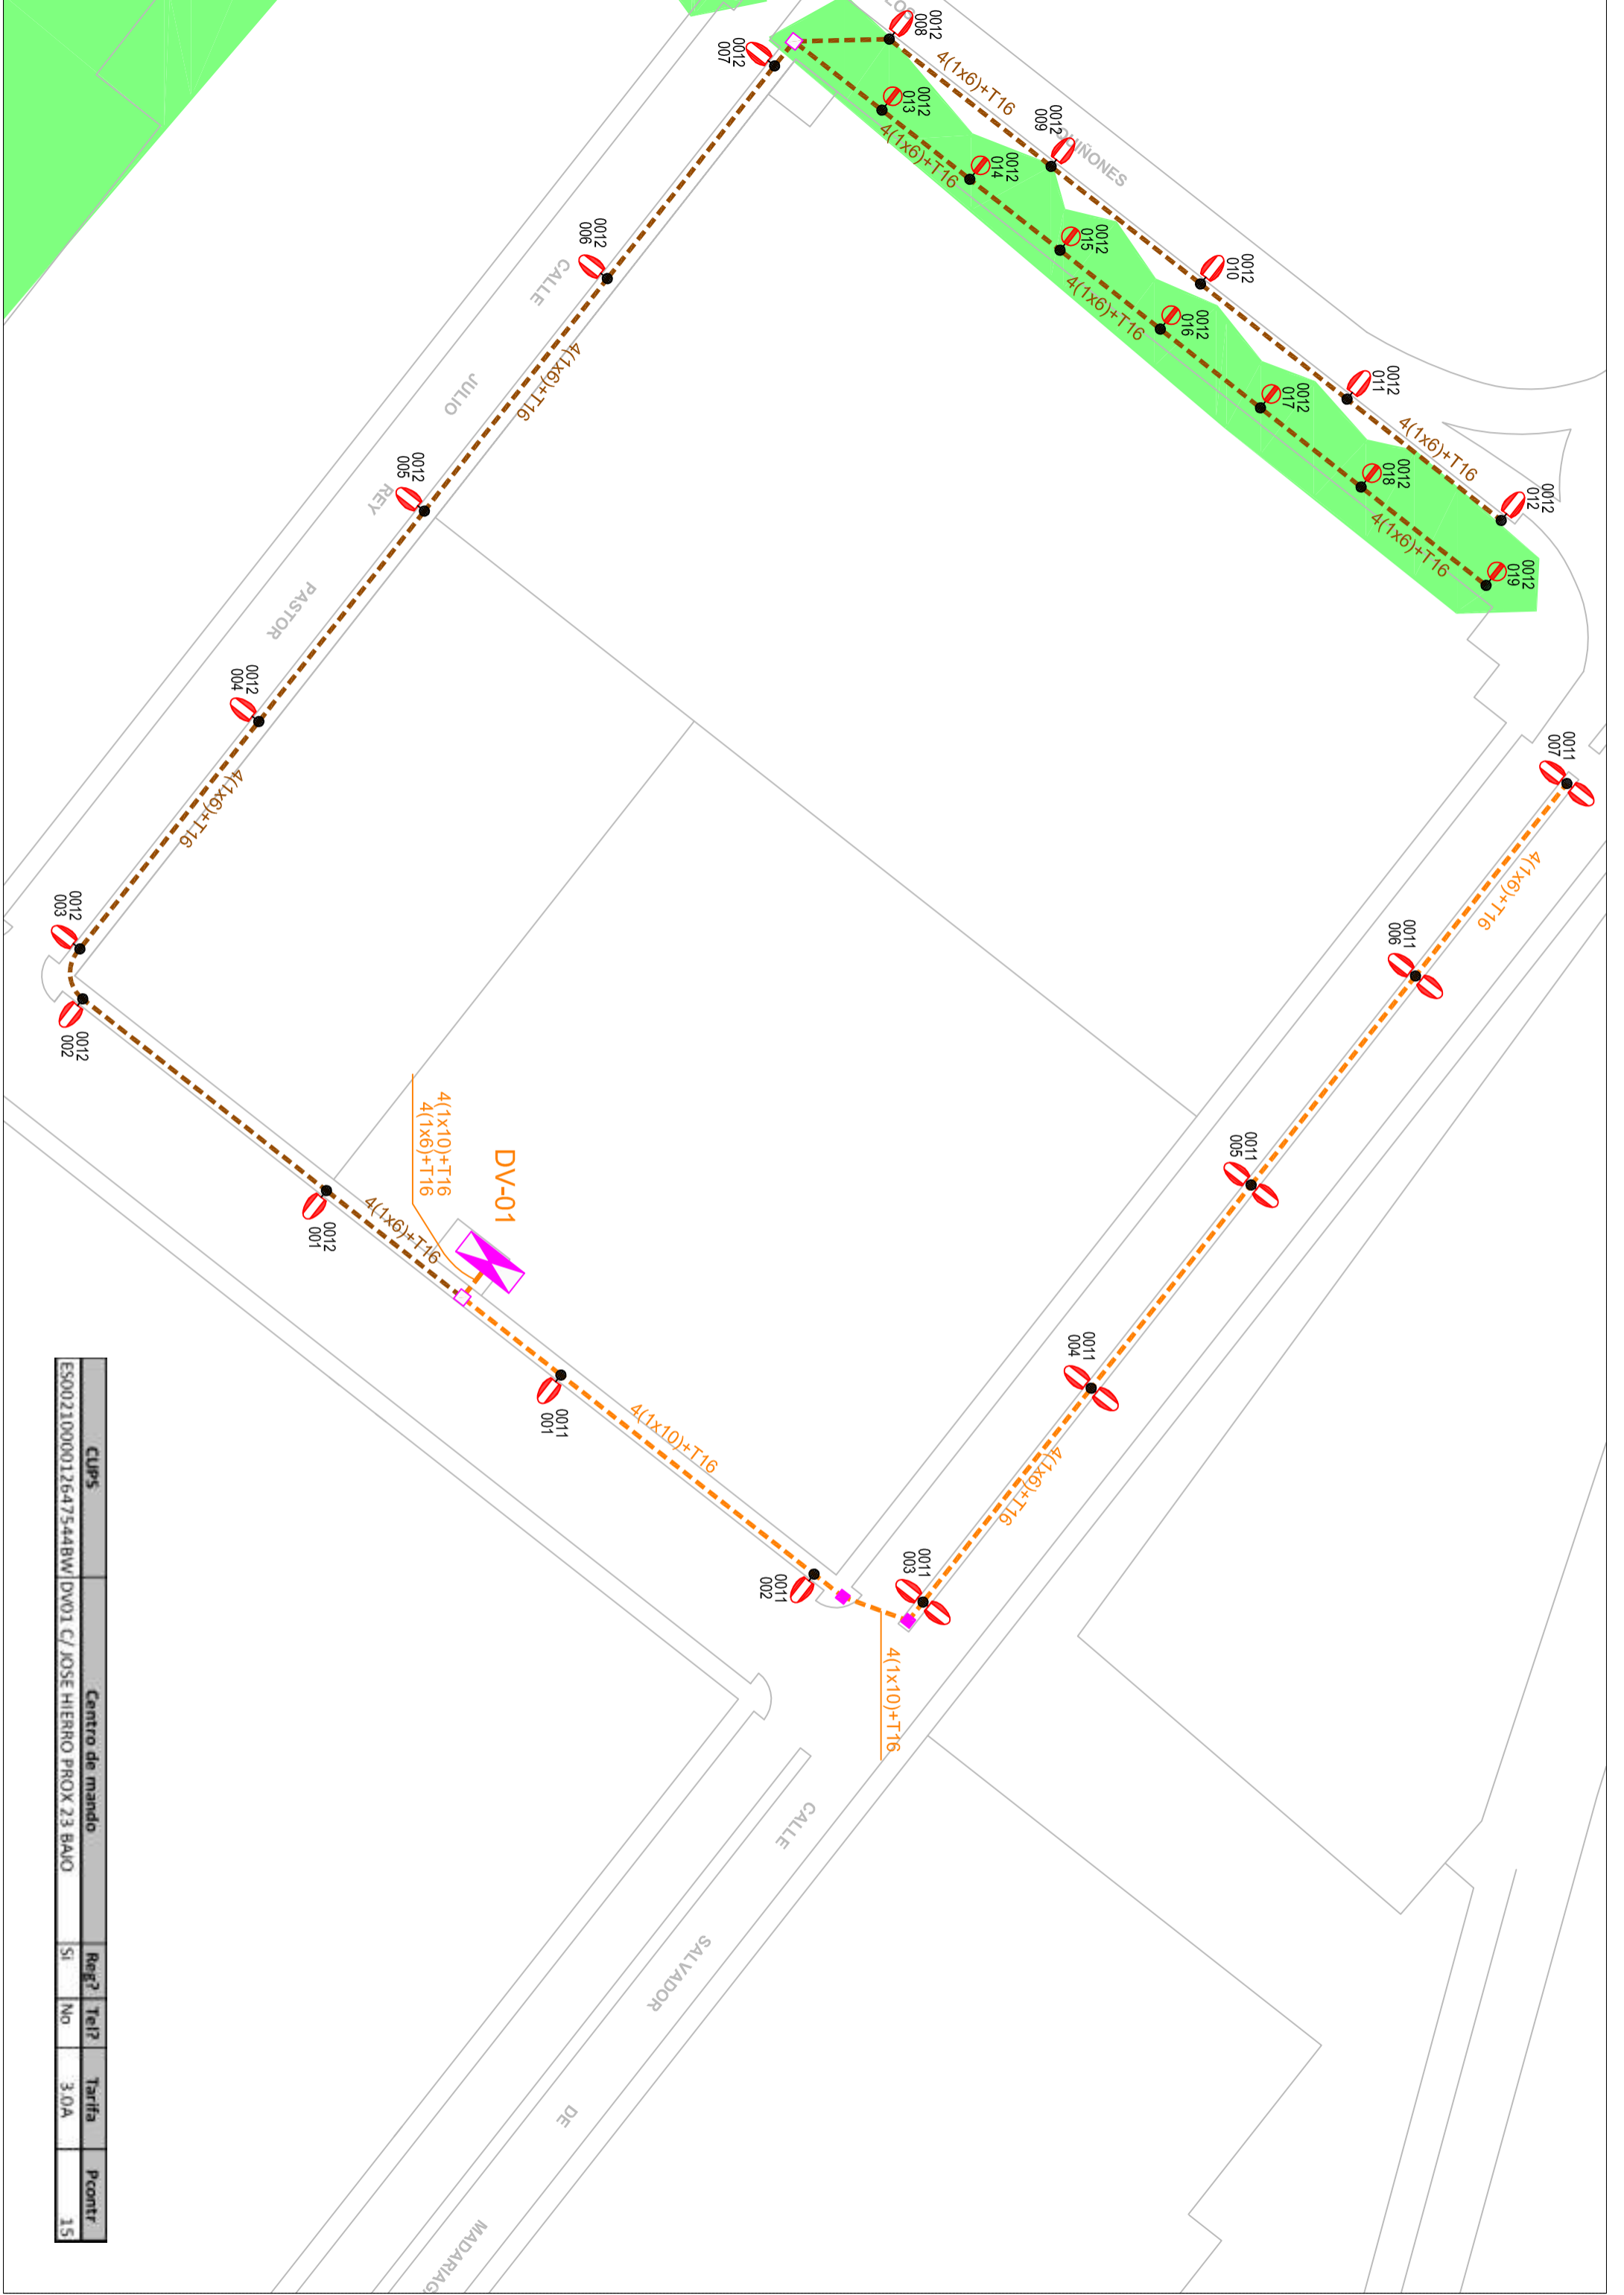 LOS
QUIÑONES
0012
008
4(1x6)+T16
0012
009
0012
010
0012
011
4(1x6)+T16
0012
012
0012
007
0012
013
4(1x6)+T16
0012
014
0012
015
4(1x6)+T16
0012
016
0012
017
0012
018
4(1x6)+T16
0012
019
0012
006
CALLE
JULIO
REY
PASTOR
4(1x6)+T16
0012
005
0012
004
4(1x6)+T16
0012
003
0012
002
0012
001
4(1x6)+T16
4(1x10)+T16
4(1x6)+T16
DV-01
0011
001
4(1x10)+T16
0011
002
4(1x10)+T16
0011
003
4(1x6)+T16
0011
004
0011
005
0011
006
4(1x6)+T16
0011
007
CALLE
SALVADOR
DE
MADARIAG
CUPS Centro de mando Reg? Tel? Tarifa Pcontr
ES0021000012647544BW DV01 C/ JOSE HIERRO PROX 23 BAJO Si No 3.0A 15